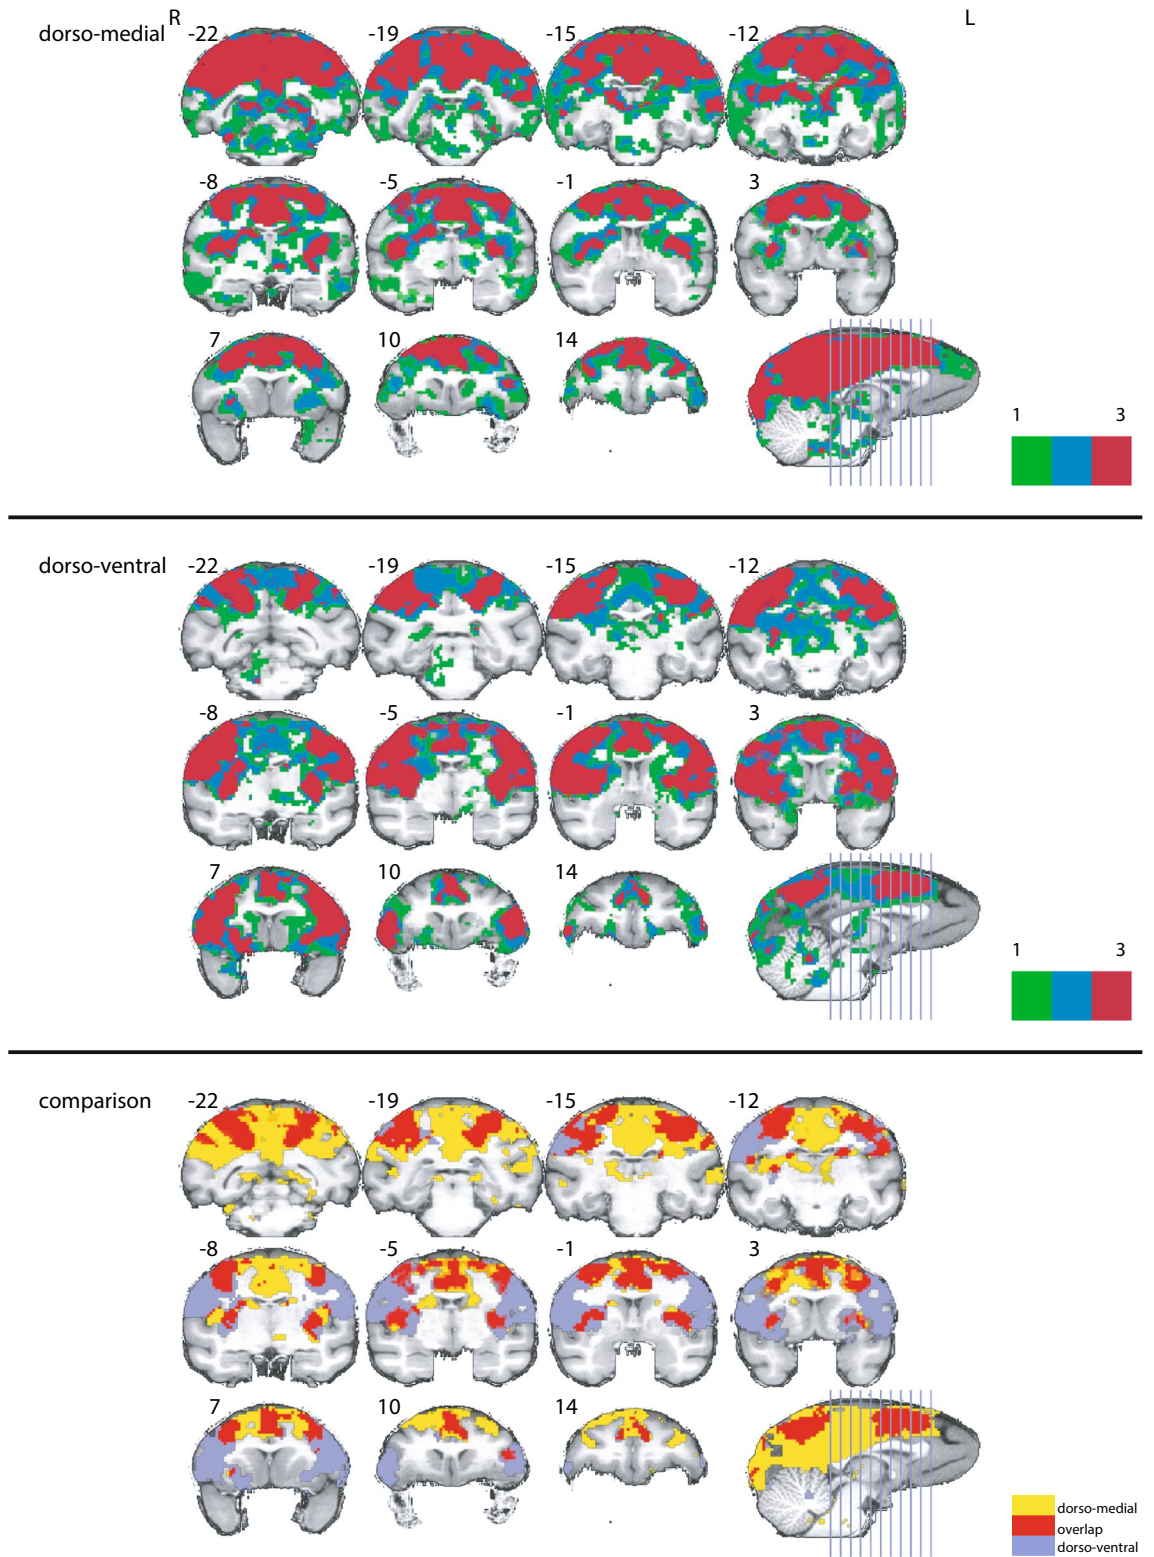 R L
dorso-medial -22 -19 -15 -12
-8 -5 -1 3
7 10 14
1 3
dorso-ventral -22 -19 -15 -12
-8 -5 -1 3
7 10 14
1 3
comparison -22 -19 -15 -12
-8 -5 -1 3
7 10 14
dorso-medial
overlap
dorso-ventral